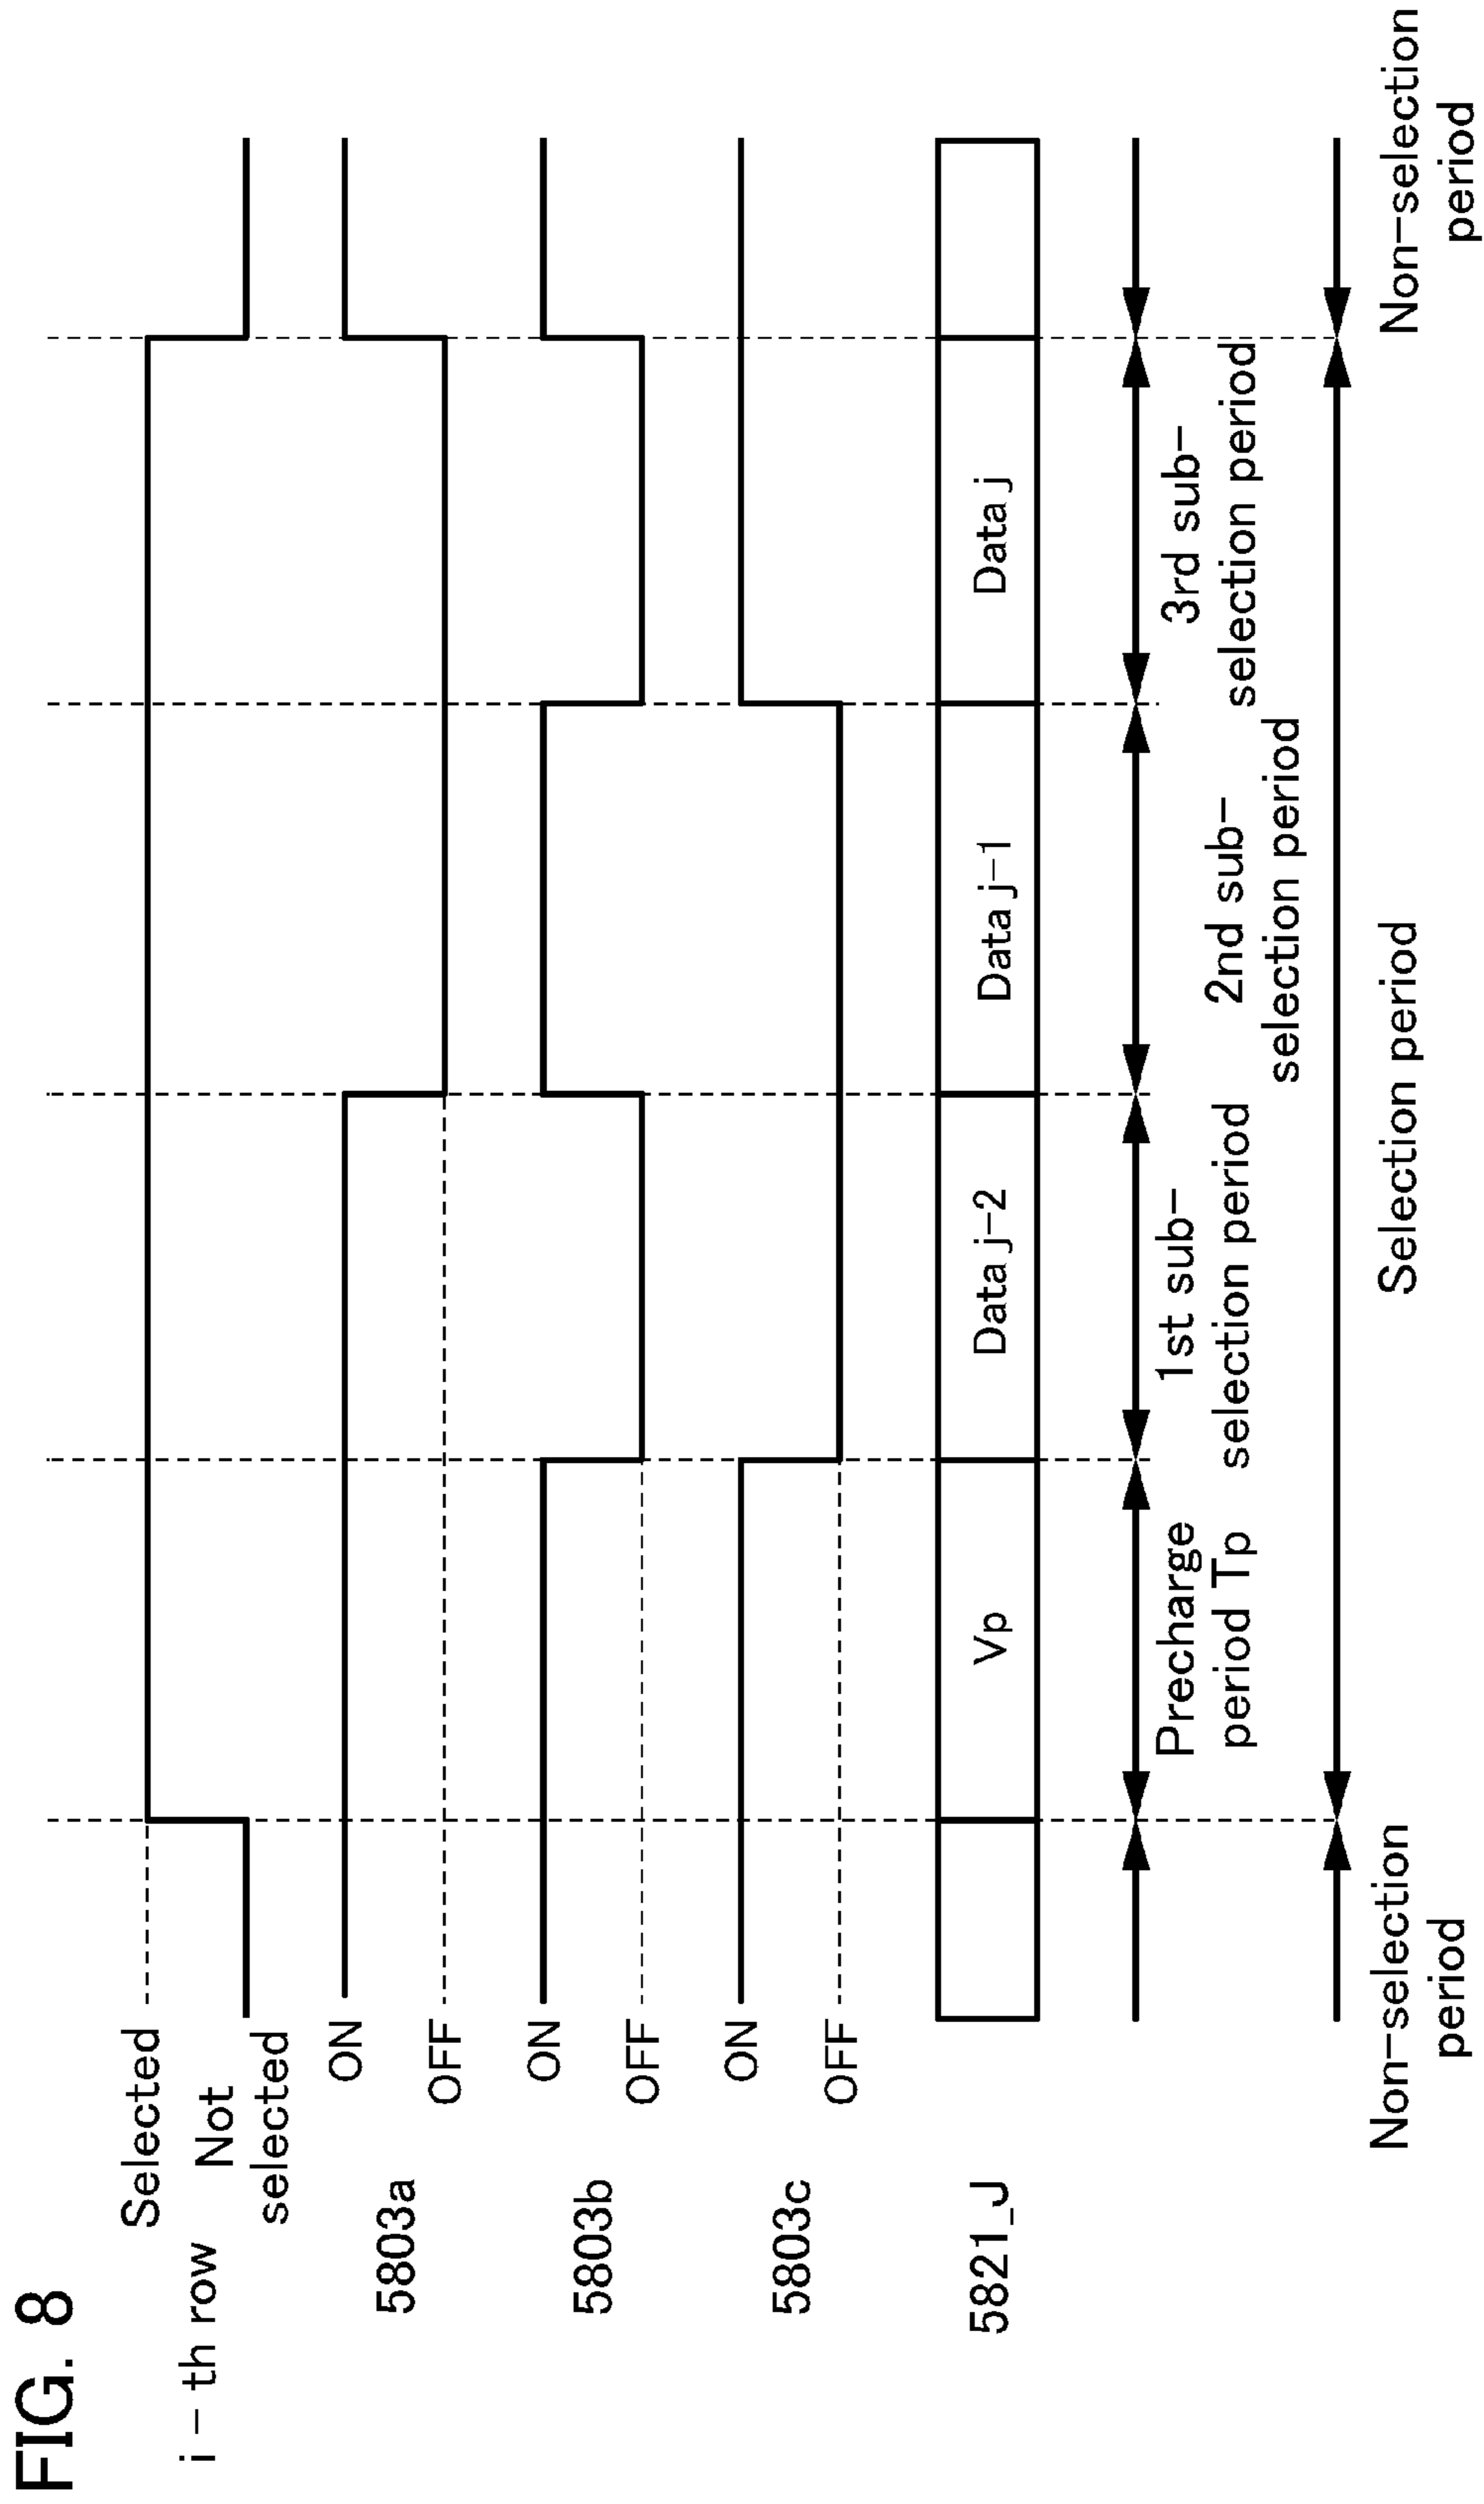 FIG. 8
i-th row
Selected
Not
selected
5803a
ON
OFF
5803b
ON
OFF
5803c
ON
OFF
5821_J
Vp
Data j-2
Data j-1
Data j
Precharge
period Tp
1st sub-
selection period
2nd sub-
selection period
3rd sub-
selection period
Non-selection
period
Selection period
Non-selection
period